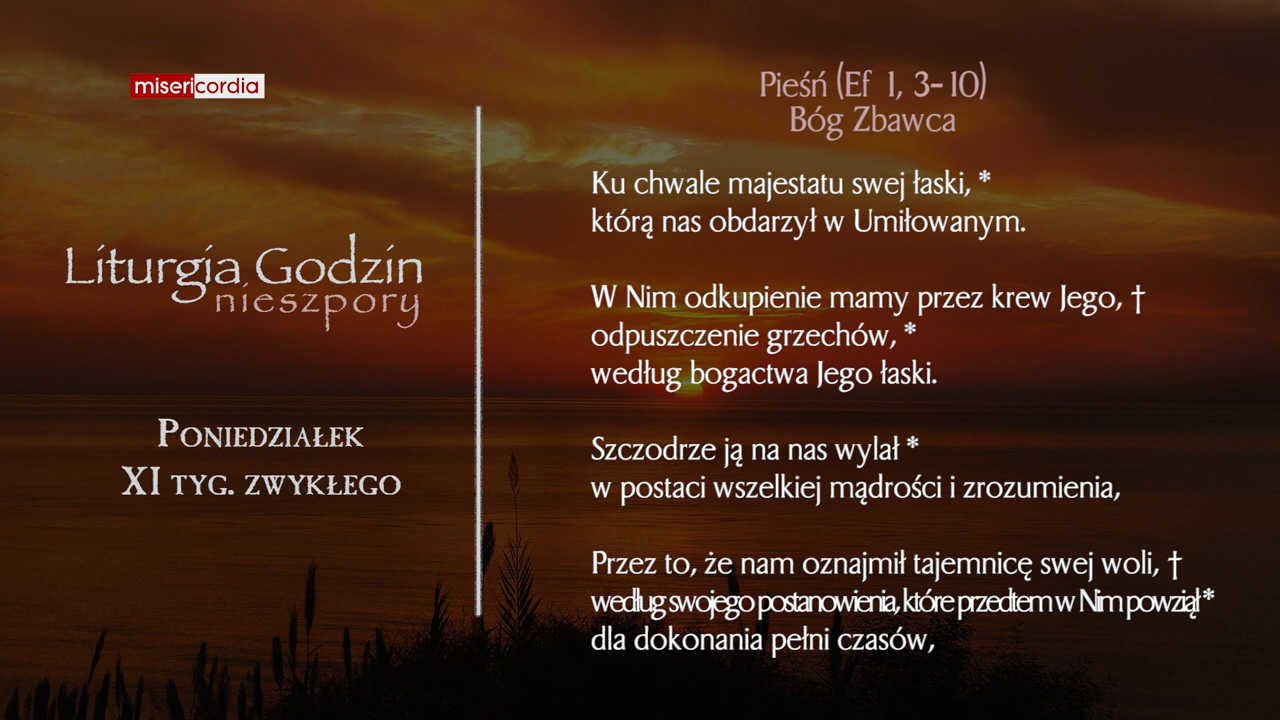 misericordia
Liturgia Godzin
nieszpory
Poniedziałek
XI tyg. zwykłego
Pieśń (Ef 1, 3-10)
Bóg Zbawca
Ku chwale majestatu swej łaski, *
którą nas obdarzył w Umiłowanym.
W Nim odkupienie mamy przez krew Jego, †
odpuszczenie grzechów, *
według bogactwa Jego łaski.
Szczodrze ją na nas wylał *
w postaci wszelkiej mądrości i zrozumienia,
Przez to, że nam oznajmił tajemnicę swej woli, †
według swojego postanowienia, które przedtem w Nim powziął *
dla dokonania pełni czasów,